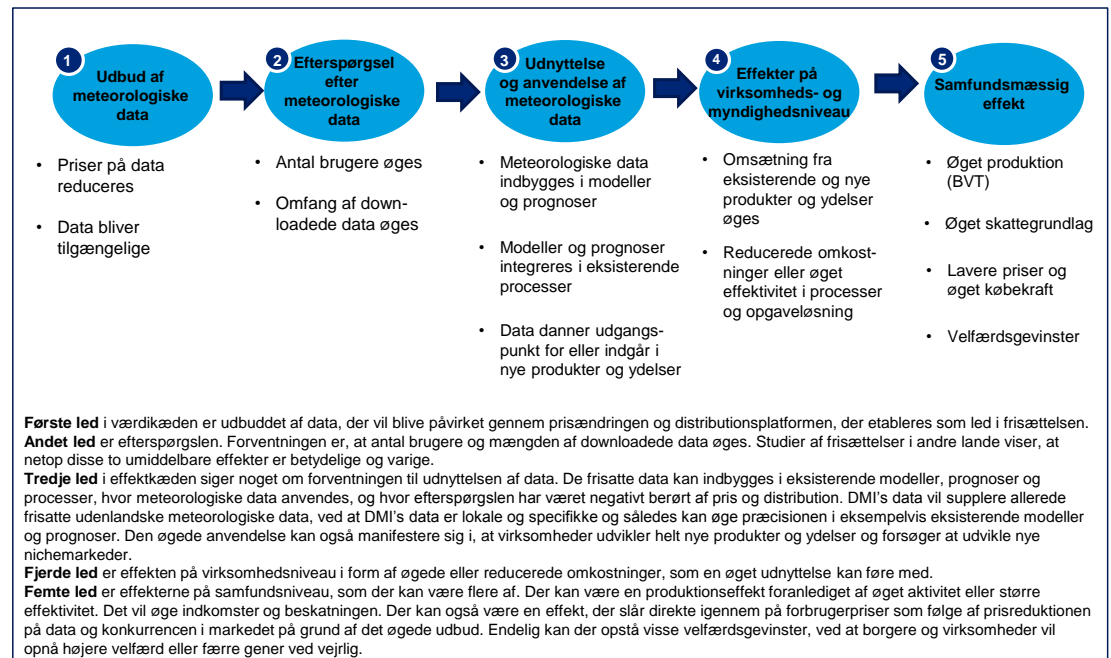 1
Udbud af
meteorologiske
data
2
Efterspørgsel
efter
meteorologiske
data
3
Udnyttelse
og anvendelse af
meteorologiske
data
4
Effekter på
virksomheds- og
myndighedsniveau
5
Samfundsmæssig
effekt
• Priser på data
reduceres
• Data bliver
tilgængelige
• Antal brugere øges
• Omfang af down-
loadede data øges
• Meteorologiske data
indbygges i modeller
og prognoser
• Modeller og prognoser
integreres i eksisterende
processer
• Data danner udgangs-
punkt for eller indgår i
nye produkter og ydelser
• Omsætning fra
eksisterende og nye
produkter og ydelser
øges
• Reducerede omkost-
ninger eller øget
effektivitet i processer
og opgaveløsning
• Øget produktion
(BVT)
• Øget skattegrundlag
• Lavere priser og
øget købekraft
• Velfærdsgevinster
Første led i værdikæden er udbuddet af data, der vil blive påvirket gennem prisændringen og distributionsplatformen, der etableres som led i frisættelsen.
Andet led er efterspørgslen. Forventningen er, at antal brugere og mængden af downloadede data øges. Studier af frisættelser i andre lande viser, at
netop disse to umiddelbare effekter er betydelige og varige.
Tredje led i effektkæden siger noget om forventningen til udnyttelsen af data. De frisatte data kan indbygges i eksisterende modeller, prognoser og
processer, hvor meteorologiske data anvendes, og hvor efterspørgslen har været negativt berørt af pris og distribution. DMI's data vil supplere allerede
frisatte udenlandske meteorologiske data, ved at DMI's data er lokale og specifikke og således kan øge præcisionen i eksempelvis eksisterende modeller
og prognoser. Den øgede anvendelse kan også manifestere sig i, at virksomheder udvikler helt nye produkter og ydelser og forsøger at udvikle nye
nichemarkeder.
Fjerde led er effekten på virksomhedsniveau i form af øgede eller reducerede omkostninger, som en øget udnyttelse kan føre med.
Femte led er effekterne på samfundsniveau, som der kan være flere af. Der kan være en produktionseffekt foranlediget af øget aktivitet eller større
effektivitet. Det vil øge indkomster og beskatningen. Der kan også være en effekt, der slår direkte igennem på forbrugerpriser som følge af prisreduktionen
på data og konkurrencen i markedet på grund af det øgede udbud. Endelig kan der opstå visse velfærdsgevinster, ved at borgere og virksomheder vil
opnå højere velfærd eller færre gener ved vejrlig.